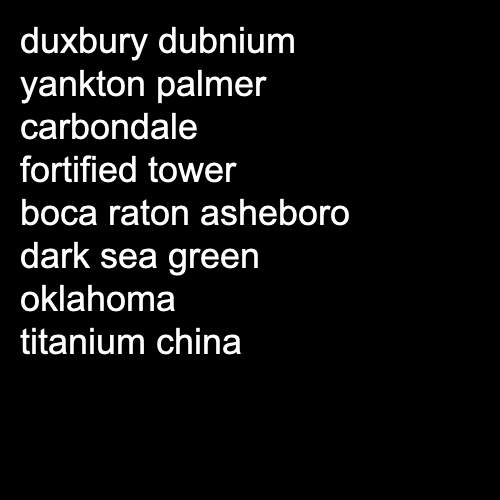 duxbury dubnium
yankton palmer
carbondale
fortified tower
boca raton asheboro
dark sea green
oklahoma
titanium china